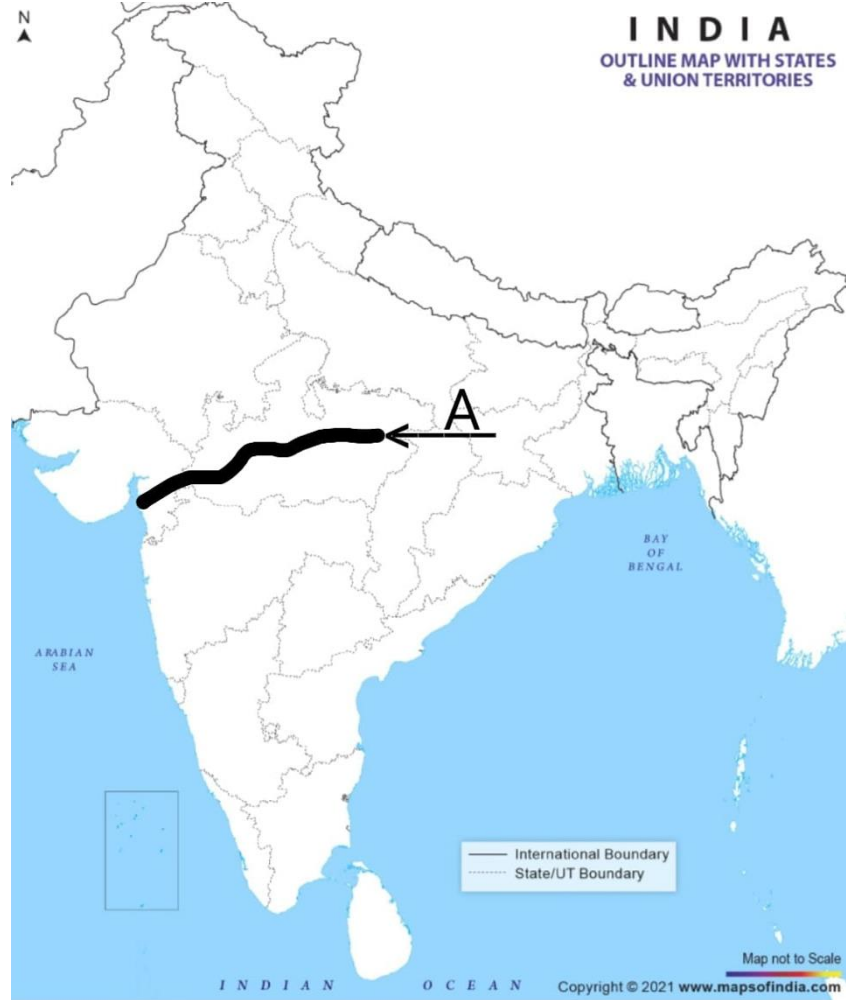 N
INDIA
OUTLINE MAP WITH STATES
& UNION TERRITORIES
A
BAY
OF
BENGAL
ARABIAN
SEA
International Boundary
State/UT Boundary
Map not to Scale
INDIAN OCEAN
Copyright © 2021 www.mapsofindia.com